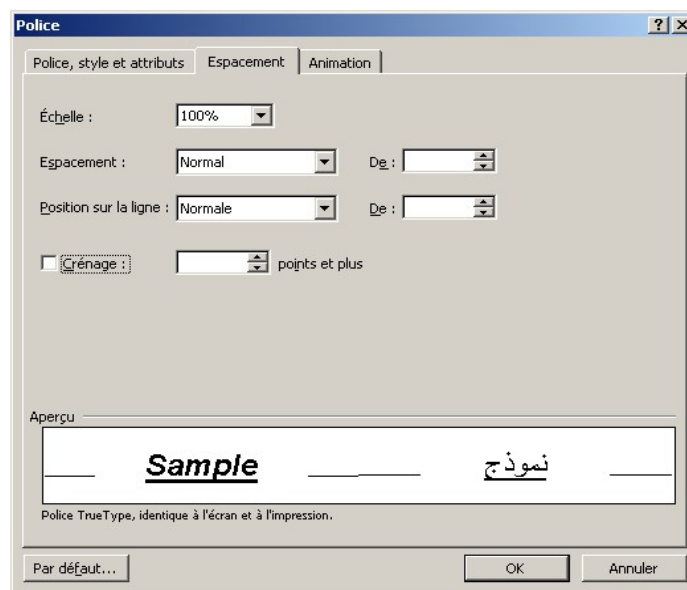 Police
Police, style et attributs Espacement Animation
Échelle : 100%
Espacement : Normal De :
Position sur la ligne : Normale De :
Crénage : points et plus
Aperçu
Sample نموذج
Police TrueType, identique à l'écran et à l'impression.
Par défaut... OK Annuler